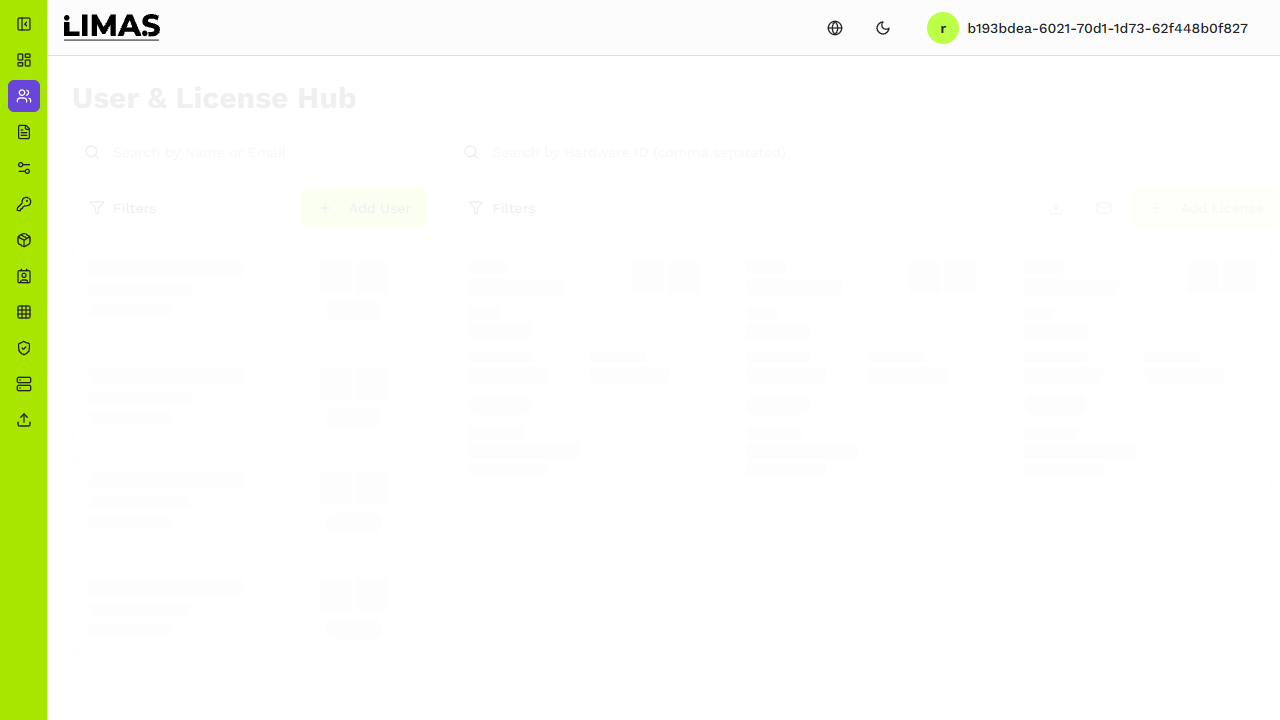 LIMAS
r b193bdea-6021-70d1-1d73-62f448b0f827
User & License Hub
Search by Name or Email
Search by Hardware ID (comma separated)
Filters
Add User
Filters
Add License